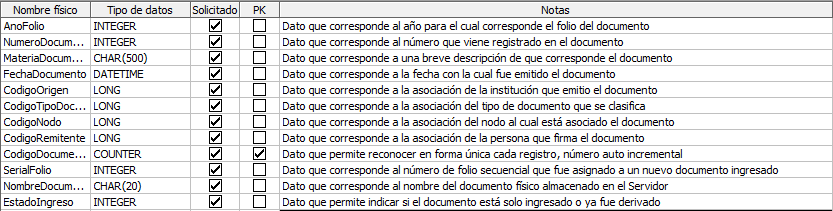 Nombre físico Tipo de datos Solicitado PK Notas
AnoFolio INTEGER Dato que corresponde al año para el cual corresponde el folio del documento
NumeroDocum... INTEGER Dato que corresponde al número que viene registrado en el documento
MateriaDocum... CHAR(500) Dato que corresponde a una breve descripción de que corresponde el documento
FechaDocumento DATETIME Dato que corresponde a la fecha con la cual fue emitido el documento
CodigoOrigen LONG Dato que corresponde a la asociación de la institución que emitio el documento
CodigoTipoDoc... LONG Dato que corresponde a la asociación del tipo de documento que se clasifica
CodigoNodo LONG Dato que corresponde a la asociación del nodo al cual está asociado el documento
CodigoRemitente LONG Dato que corresponde a la asociación de la persona que firma el documento
CodigoDocume... COUNTER Dato que permite reconocer en forma única cada registro, número auto incremental
SerialFolio INTEGER Dato que corresponde al número de folio secuencial que fue asignado a un nuevo documento ingresado
NombreDocum... CHAR(20) Dato que corresponde al nombre del documento físico almacenado en el Servidor
EstadoIngreso INTEGER Dato que permite indicar si el documento está solo ingresado o ya fue derivado